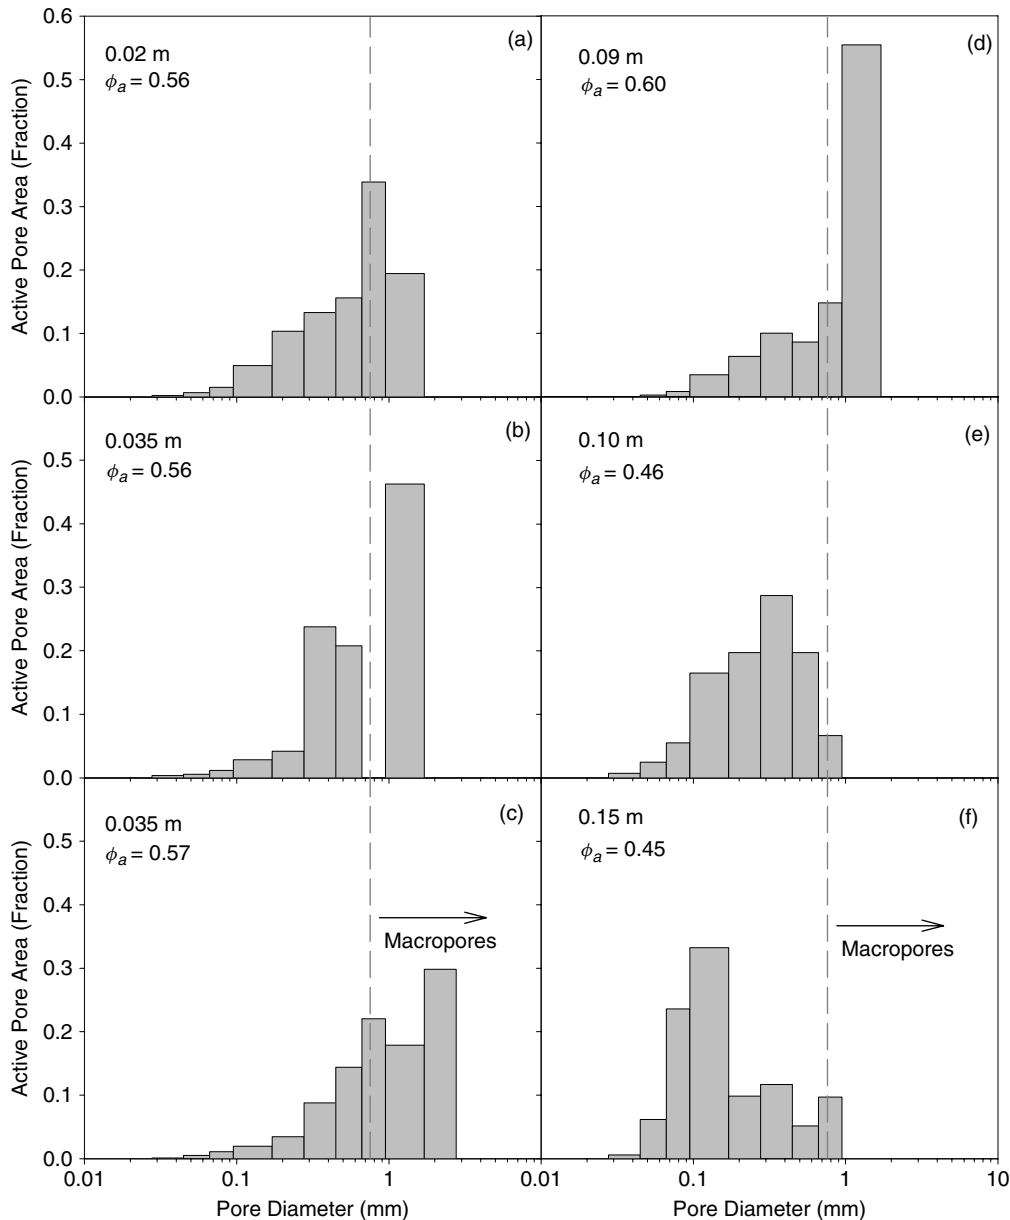 0.6
0.5
0.4
0.3
0.2
0.1
0.0
Active Pore Area (Fraction)
0.02 m
ϕa = 0.56
(a)
0.09 m
ϕa = 0.60
(d)
0.5
0.4
0.3
0.2
0.1
0.0
Active Pore Area (Fraction)
0.035 m
ϕa = 0.56
(b)
0.10 m
ϕa = 0.46
(e)
0.5
0.4
0.3
0.2
0.1
0.0
Active Pore Area (Fraction)
0.035 m
ϕa = 0.57
(c)
Macropores
0.15 m
ϕa = 0.45
(f)
Macropores
0.01 0.1 1 0.01 0.1 1 10
Pore Diameter (mm) Pore Diameter (mm)